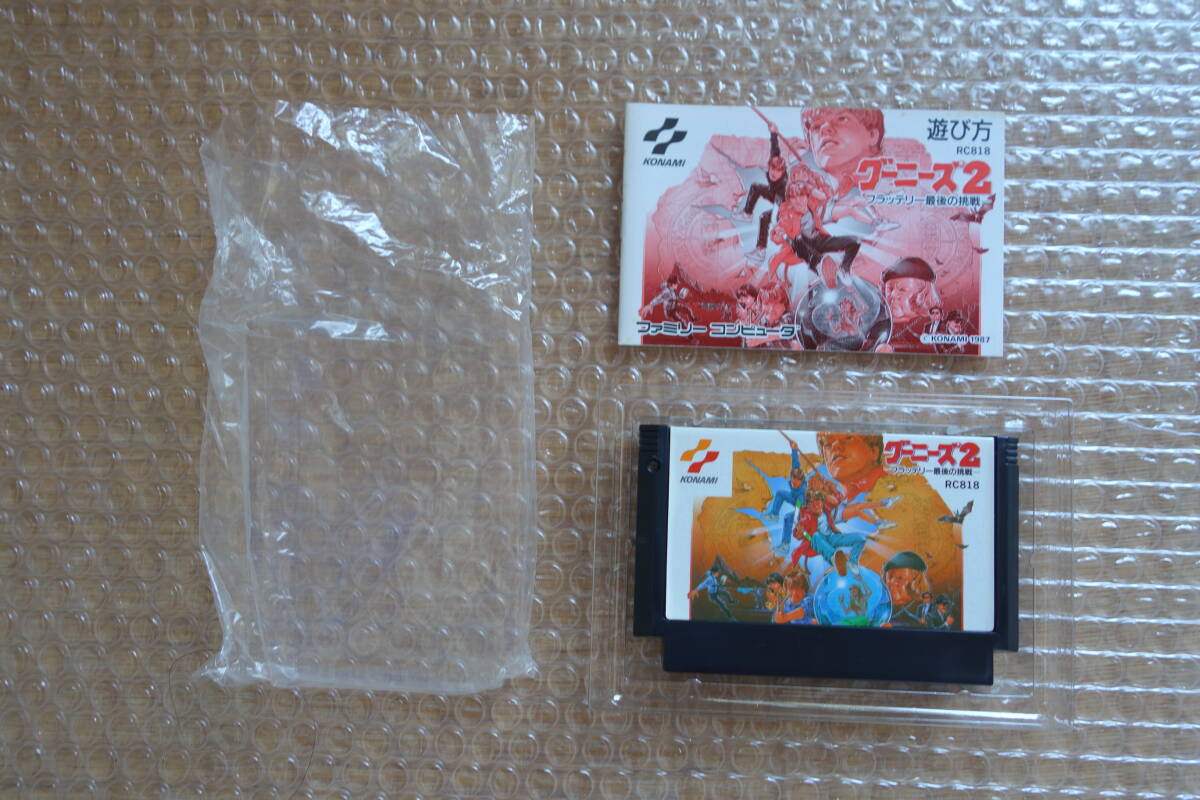 KONAMI
遊び方
RC818
グーニーズ2
フラッテリー最後の挑戦
ファミリー コンピュータ
© KONAMI 1987
KONAMI
グーニーズ2
フラッテリー最後の挑戦
RC818